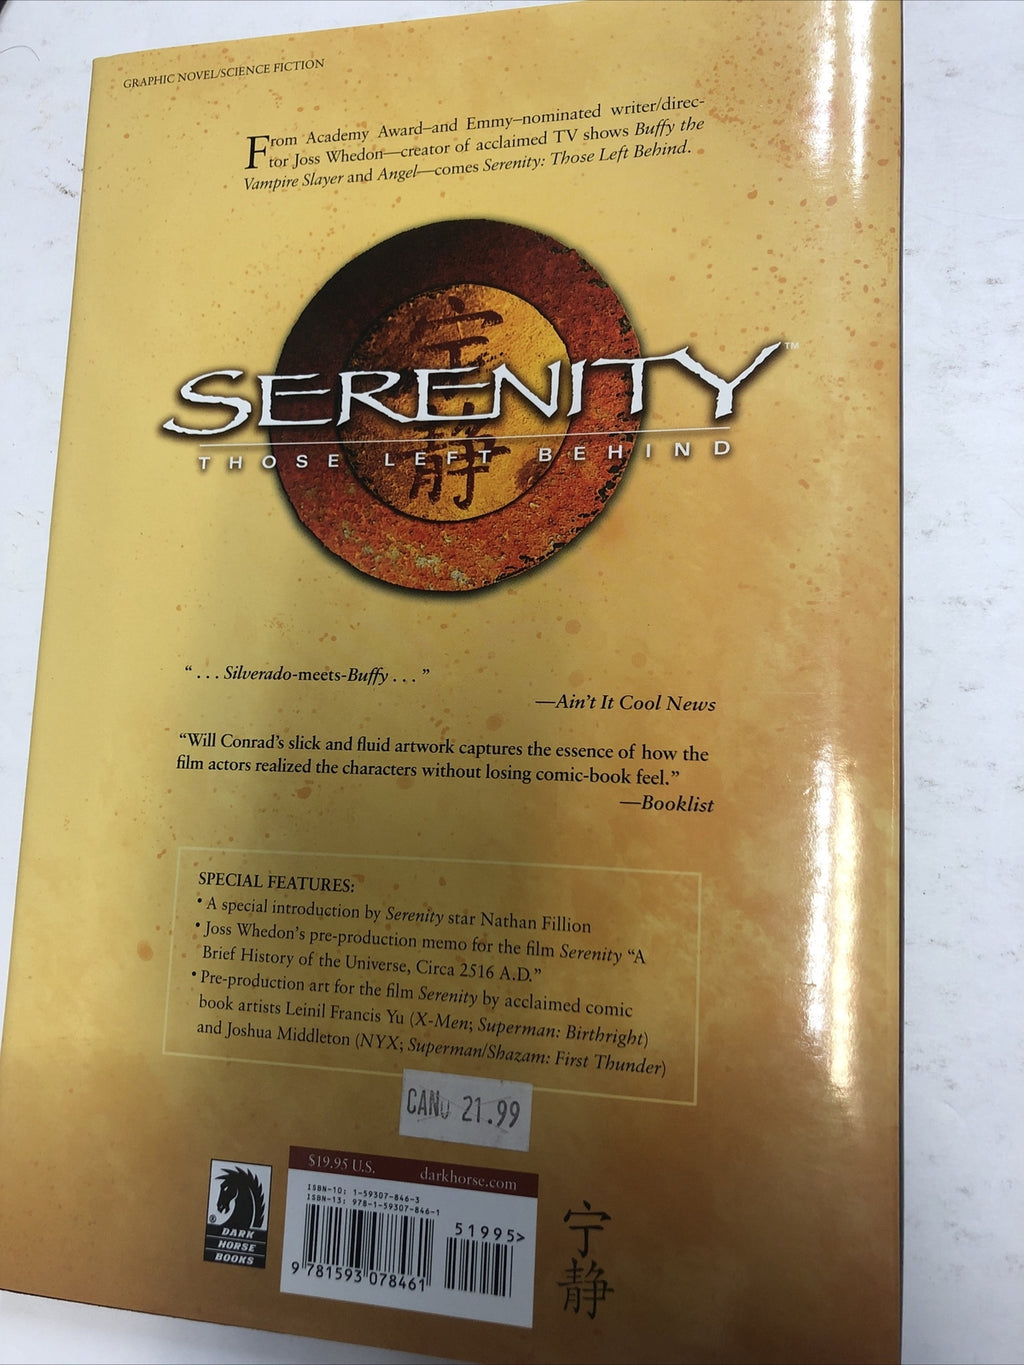 GRAPHIC NOVEL/SCIENCE FICTION
From Academy Award–and Emmy–nominated writer/direc-
tor Joss Whedon—creator of acclaimed TV shows Buffy the
Vampire Slayer and Angel—comes Serenity: Those Left Behind.
宁
SERENITY™
THOSE LEFT BEHIND
静
“ . . . Silverado-meets-Buffy . . . ”
—Ain’t It Cool News
“Will Conrad’s slick and fluid artwork captures the essence of how the
film actors realized the characters without losing comic-book feel.”
—Booklist
SPECIAL FEATURES:
• A special introduction by Serenity star Nathan Fillion
• Joss Whedon’s pre-production memo for the film Serenity “A
Brief History of the Universe, Circa 2516 A.D.”
• Pre-production art for the film Serenity by acclaimed comic
book artists Leinil Francis Yu (X-Men; Superman: Birthright)
and Joshua Middleton (NYX; Superman/Shazam: First Thunder)
CAN 21.99
$19.95 U.S. darkhorse.com
ISBN-10: 1-59307-846-3
ISBN-13: 978-1-59307-846-1
51995>
9 781593 078461
®
DARK
HORSE
BOOKS
宁
静